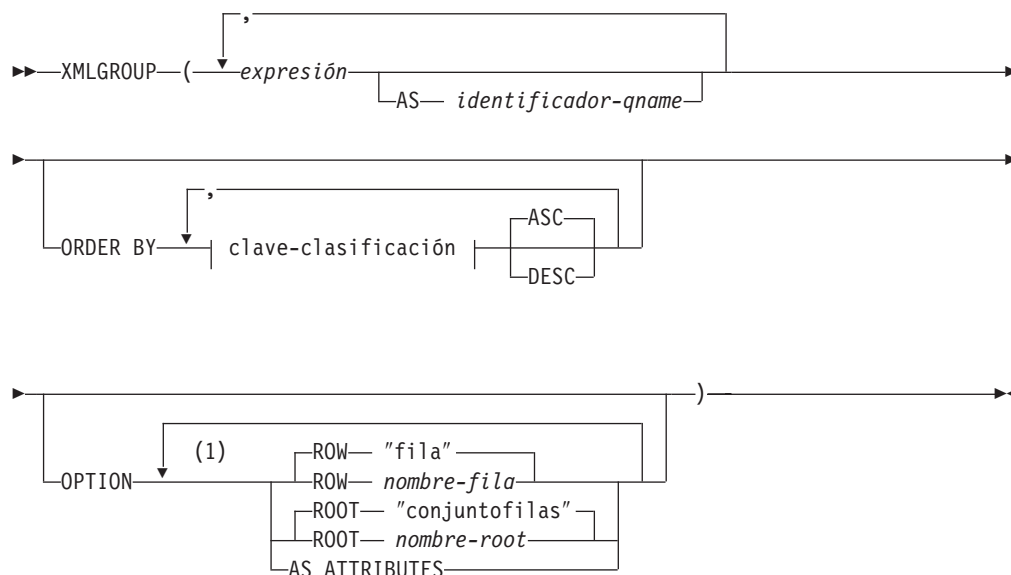 ,
XMLGROUP ( expresión
AS identificador-qname
,
ASC
ORDER BY clave-clasificación
DESC
)
(1) ROW "fila"
OPTION ROW nombre-fila
ROOT "conjuntofilas"
ROOT nombre-root
AS ATTRIBUTES